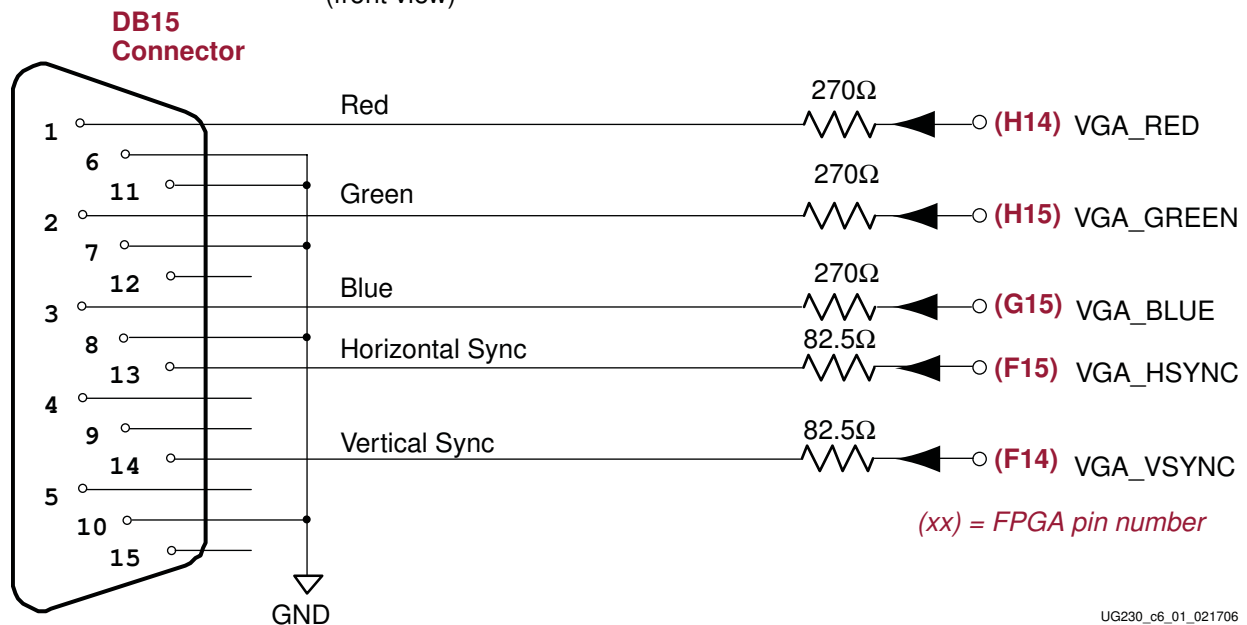 (front view)
DB15
Connector
1
6
11
2
7
12
3
8
13
4
9
14
5
10
15
Red
Green
Blue
Horizontal Sync
Vertical Sync
GND
270Ω
(H14) VGA_RED
270Ω
(H15) VGA_GREEN
270Ω
(G15) VGA_BLUE
82.5Ω
(F15) VGA_HSYNC
82.5Ω
(F14) VGA_VSYNC
(xx) = FPGA pin number
UG230_c6_01_021706